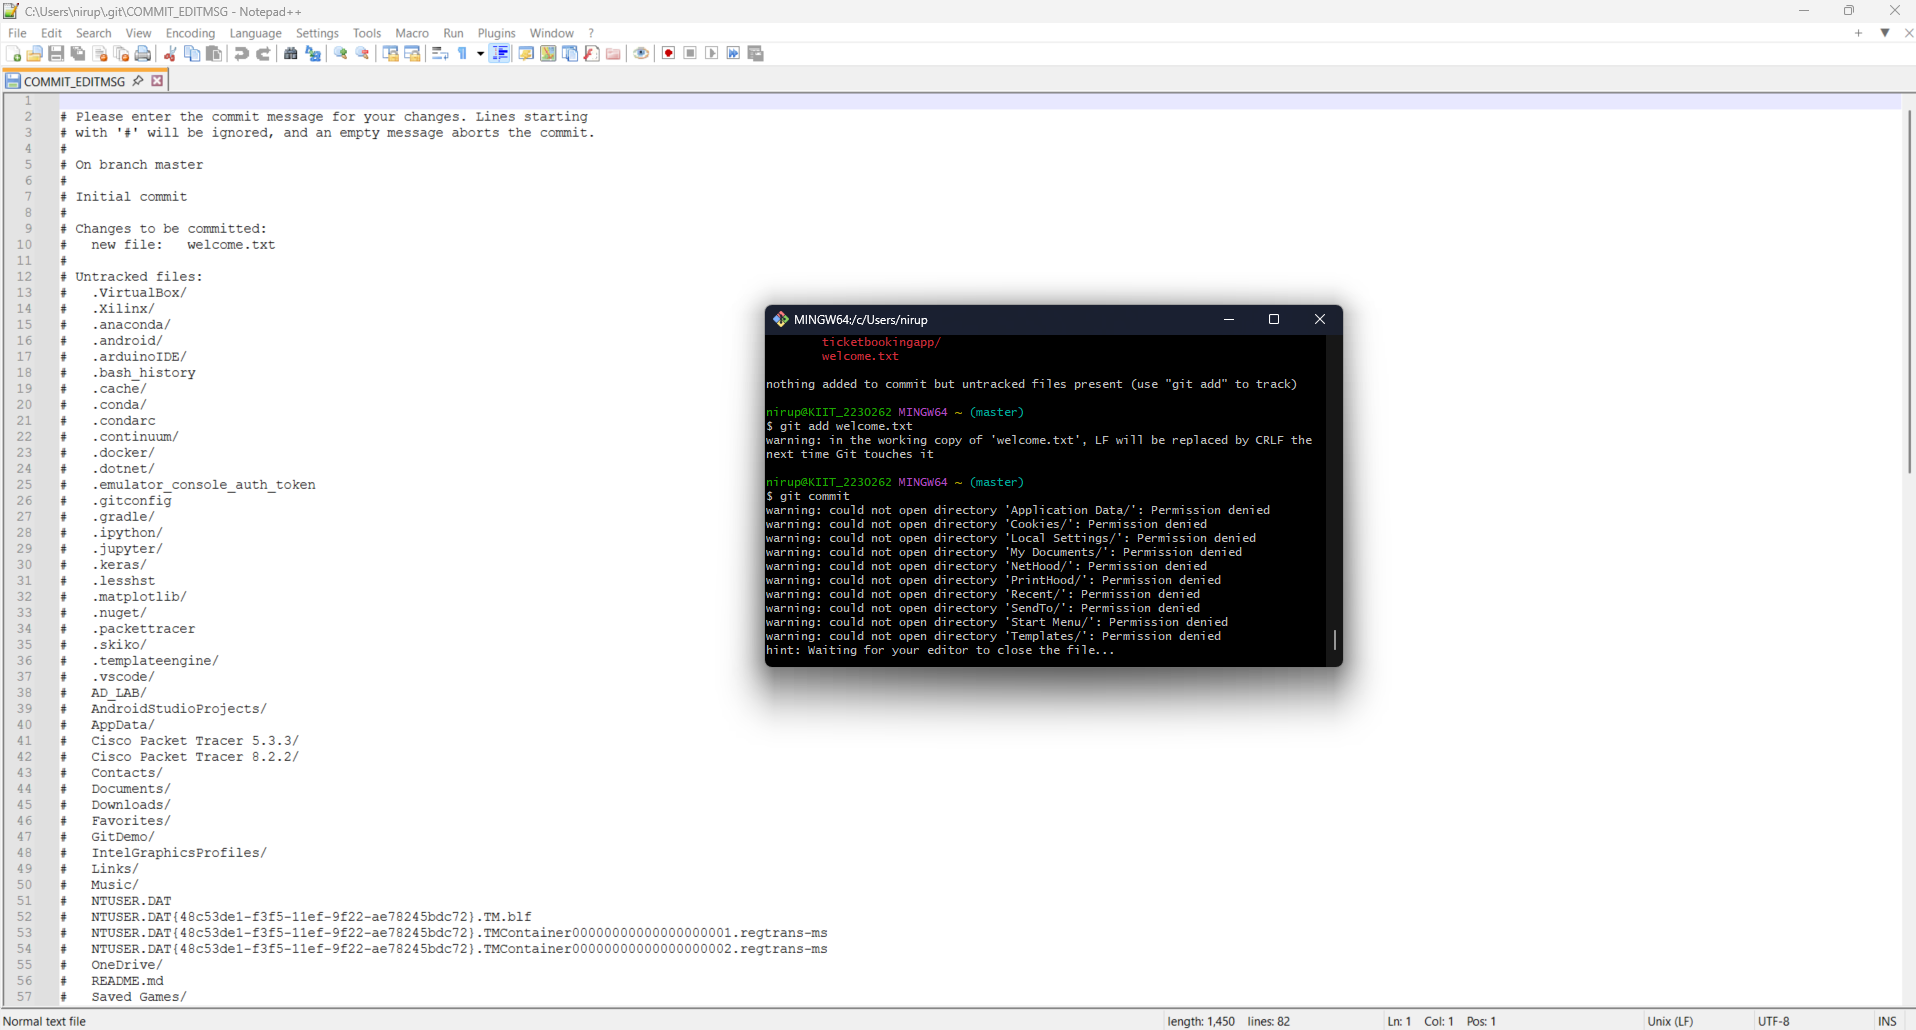 C:\Users\nirup\.git\COMMIT_EDITMSG - Notepad++
File Edit Search View Encoding Language Settings Tools Macro Run Plugins Window ?
COMMIT_EDITMSG
1
2 # Please enter the commit message for your changes. Lines starting
3 # with '#' will be ignored, and an empty message aborts the commit.
4 #
5 # On branch master
6 #
7 # Initial commit
8 #
9 # Changes to be committed:
10 # new file: welcome.txt
11 #
12 # Untracked files:
13 # .VirtualBox/
14 # .Xilinx/
15 # .anaconda/
16 # .android/
17 # .arduinoIDE/
18 # .bash_history
19 # .cache/
20 # .conda/
21 # .condarc
22 # .continuum/
23 # .docker/
24 # .dotnet/
25 # .emulator_console_auth_token
26 # .gitconfig
27 # .gradle/
28 # .ipython/
29 # .jupyter/
30 # .keras/
31 # .lesshst
32 # .matplotlib/
33 # .nuget/
34 # .packettracer
35 # .skiko/
36 # .templateengine/
37 # .vscode/
38 # AD_LAB/
39 # AndroidStudioProjects/
40 # AppData/
41 # Cisco Packet Tracer 5.3.3/
42 # Cisco Packet Tracer 8.2.2/
43 # Contacts/
44 # Documents/
45 # Downloads/
46 # Favorites/
47 # GitDemo/
48 # IntelGraphicsProfiles/
49 # Links/
50 # Music/
51 # NTUSER.DAT
52 # NTUSER.DAT{48c53de1-f3f5-11ef-9f22-ae78245bdc72}.TM.blf
53 # NTUSER.DAT{48c53de1-f3f5-11ef-9f22-ae78245bdc72}.TMContainer00000000000000000001.regtrans-ms
54 # NTUSER.DAT{48c53de1-f3f5-11ef-9f22-ae78245bdc72}.TMContainer00000000000000000002.regtrans-ms
55 # OneDrive/
56 # README.md
57 # Saved Games/
MINGW64:/c/Users/nirup
ticketbookingapp/
welcome.txt
nothing added to commit but untracked files present (use "git add" to track)
nirup@KIIT_2230262 MINGW64 ~ (master)
$ git add welcome.txt
warning: in the working copy of 'welcome.txt', LF will be replaced by CRLF the
next time Git touches it
nirup@KIIT_2230262 MINGW64 ~ (master)
$ git commit
warning: could not open directory 'Application Data/': Permission denied
warning: could not open directory 'Cookies/': Permission denied
warning: could not open directory 'Local Settings/': Permission denied
warning: could not open directory 'My Documents/': Permission denied
warning: could not open directory 'NetHood/': Permission denied
warning: could not open directory 'PrintHood/': Permission denied
warning: could not open directory 'Recent/': Permission denied
warning: could not open directory 'SendTo/': Permission denied
warning: could not open directory 'Start Menu/': Permission denied
warning: could not open directory 'Templates/': Permission denied
hint: Waiting for your editor to close the file...
Normal text file length: 1,450 lines: 82 Ln: 1 Col: 1 Pos: 1 Unix (LF) UTF-8 INS